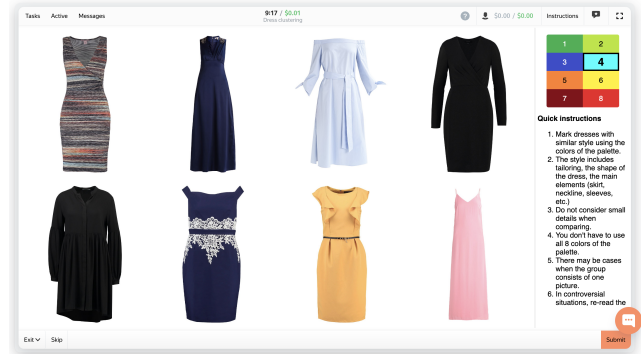 Tasks Active Messages
9:17 / $0.01
Dress clustering
? $0.00 / $0.00 Instructions
1 2
3 4
5 6
7 8
Quick instructions
1. Mark dresses with
similar style using the
colors of the palette.
2. The style includes
tailoring, the shape of
the dress, the main
elements (skirt,
neckline, sleeves,
etc.)
3. Do not consider small
details when
comparing.
4. You don't have to use
all 8 colors of the
palette.
5. There may be cases
when the group
consists of one
picture.
6. In controversial
situations, re-read the
Exit Skip
Submit